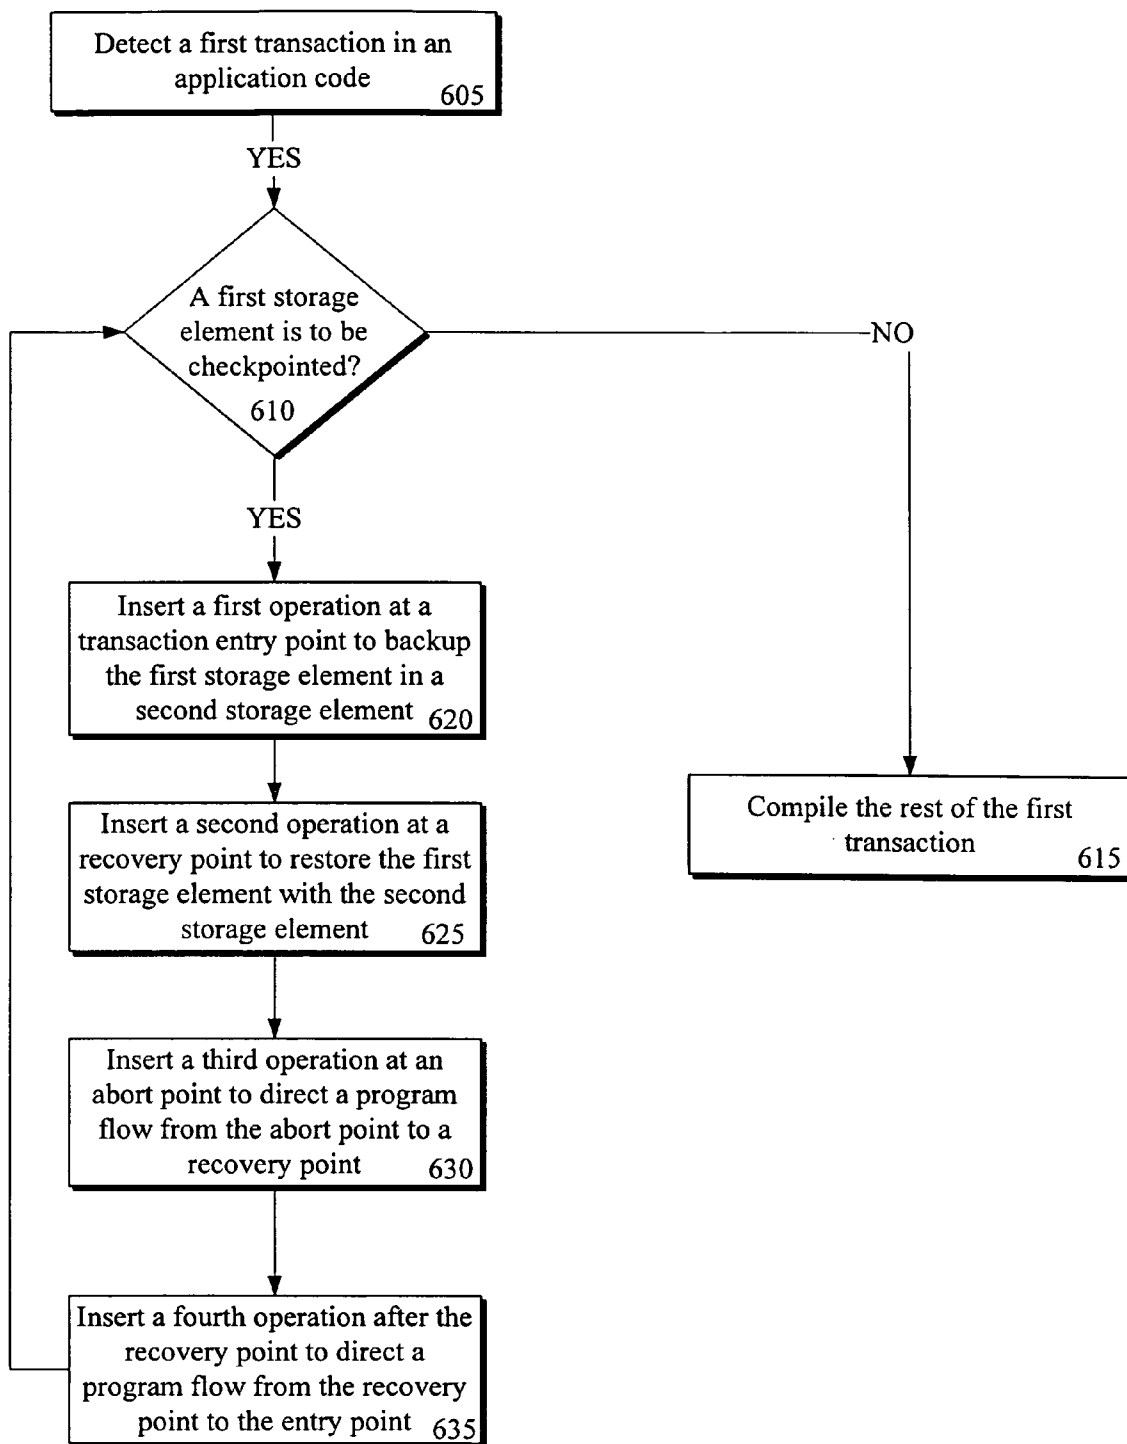 Detect a first transaction in an
application code
605
YES
A first storage
element is to be
checkpointed?
610
NO
YES
Insert a first operation at a
transaction entry point to backup
the first storage element in a
second storage element 620
Insert a second operation at a
recovery point to restore the first
storage element with the second
storage element 625
Compile the rest of the first
transaction
615
Insert a third operation at an
abort point to direct a program
flow from the abort point to a
recovery point 630
Insert a fourth operation after the
recovery point to direct a
program flow from the recovery
point to the entry point 635